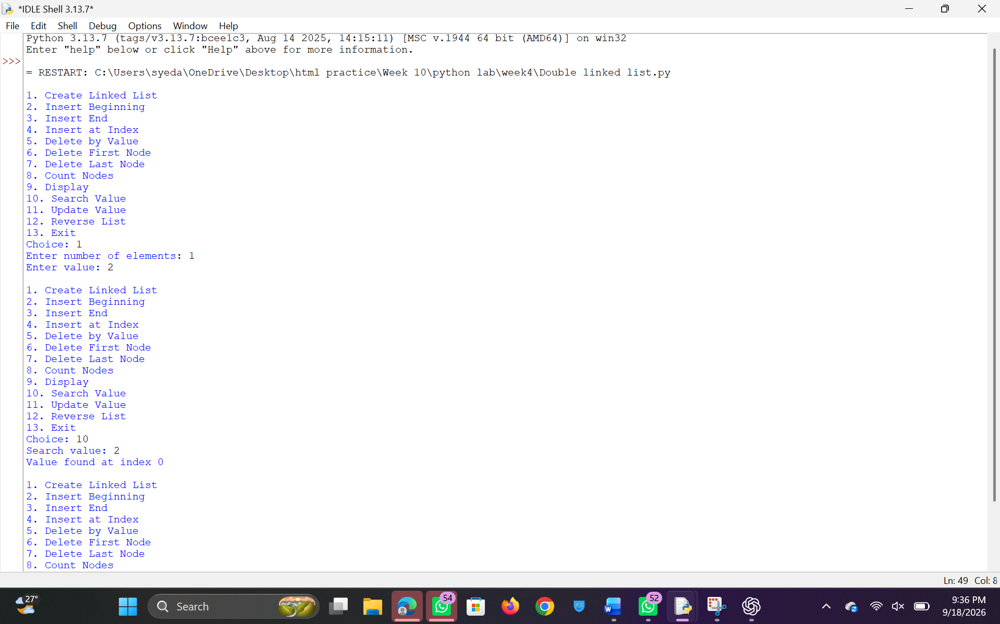 *IDLE Shell 3.13.7*
File Edit Shell Debug Options Window Help
Python 3.13.7 (tags/v3.13.7:bcee1c3, Aug 14 2025, 14:15:11) [MSC v.1944 64 bit (AMD64)] on win32
Enter "help" below or click "Help" above for more information.
>>>
= RESTART: C:\Users\syeda\OneDrive\Desktop\html practice\Week 10\python lab\week4\Double linked list.py
1. Create Linked List
2. Insert Beginning
3. Insert End
4. Insert at Index
5. Delete by Value
6. Delete First Node
7. Delete Last Node
8. Count Nodes
9. Display
10. Search Value
11. Update Value
12. Reverse List
13. Exit
Choice: 1
Enter number of elements: 1
Enter value: 2
1. Create Linked List
2. Insert Beginning
3. Insert End
4. Insert at Index
5. Delete by Value
6. Delete First Node
7. Delete Last Node
8. Count Nodes
9. Display
10. Search Value
11. Update Value
12. Reverse List
13. Exit
Choice: 10
Search value: 2
Value found at index 0
1. Create Linked List
2. Insert Beginning
3. Insert End
4. Insert at Index
5. Delete by Value
6. Delete First Node
7. Delete Last Node
8. Count Nodes
Ln: 49 Col: 8
27°
Search
54
W
52
9:36 PM
9/18/2026